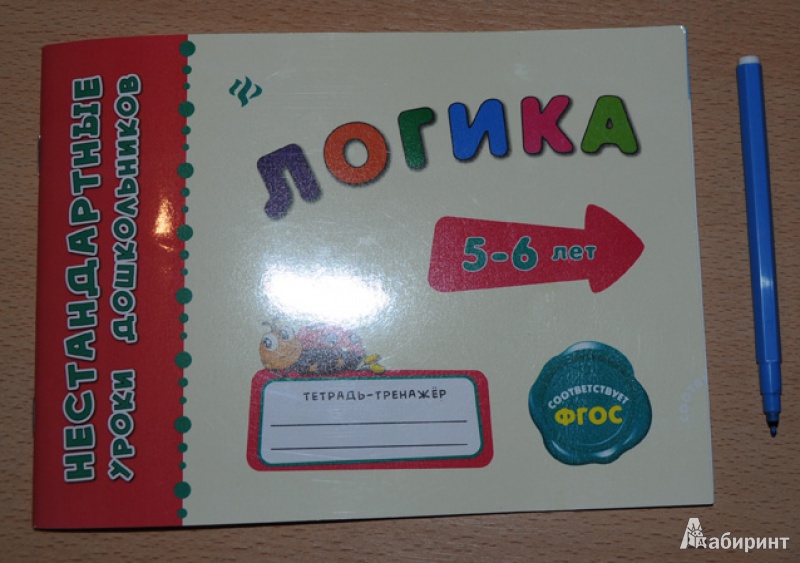 НЕСТАНДАРТНЫЕ
УРОКИ ДОШКОЛЬНИКОВ
ЛОГИКА
5-6 лет
ТЕТРАДЬ-ТРЕНАЖЁР
СООТВЕТСТВУЕТ
ФГОС
Лабиринт